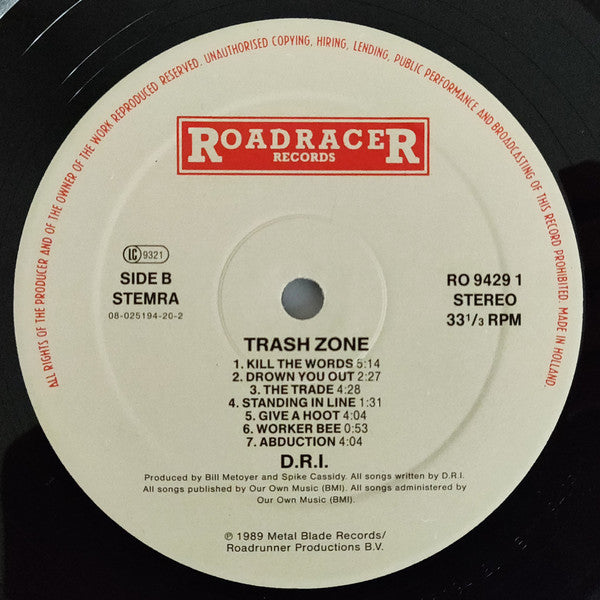 ALL RIGHTS OF THE PRODUCER AND OF THE OWNER OF THE WORK REPRODUCED RESERVED. UNAUTHORISED COPYING, HIRING, LENDING, PUBLIC PERFORMANCE AND BROADCASTING OF THIS RECORD PROHIBITED. MADE IN HOLLAND.
ROADRACER
RECORDS
LC 9321
SIDE B
STEMRA
08-025194-20-2
RO 9429 1
STEREO
33 1/3 RPM
TRASH ZONE
1. KILL THE WORDS 5:14
2. DROWN YOU OUT 2:27
3. THE TRADE 4:28
4. STANDING IN LINE 1:31
5. GIVE A HOOT 4:04
6. WORKER BEE 0:53
7. ABDUCTION 4:04
D.R.I.
Produced by Bill Metoyer and Spike Cassidy. All songs written by D.R.I.
All songs published by Our Own Music (BMI). All songs administered by
Our Own Music (BMI).
℗ 1989 Metal Blade Records/
Roadrunner Productions B.V.